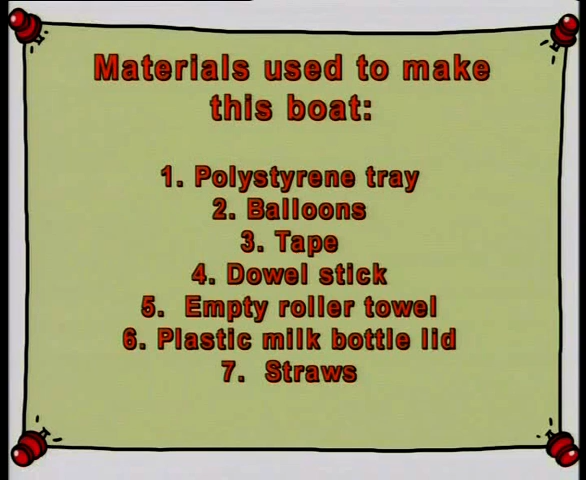 Materials used to make
this boat:
1. Polystyrene tray
2. Balloons
3. Tape
4. Dowel stick
5. Empty roller towel
6. Plastic milk bottle lid
7. Straws